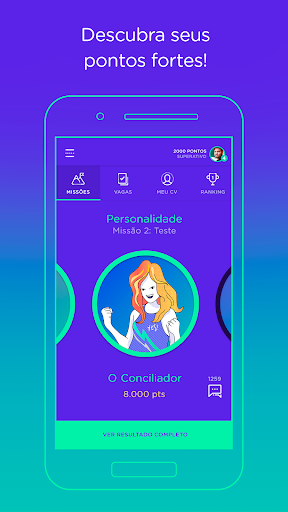 Descubra seus
pontos fortes!
2000 PONTOS
SUPERATIVO
MISSÕES
VAGAS
MEU CV
RANKING
Personalidade
Missão 2: Teste
O Conciliador
8.000 pts
1259
VER RESULTADO COMPLETO